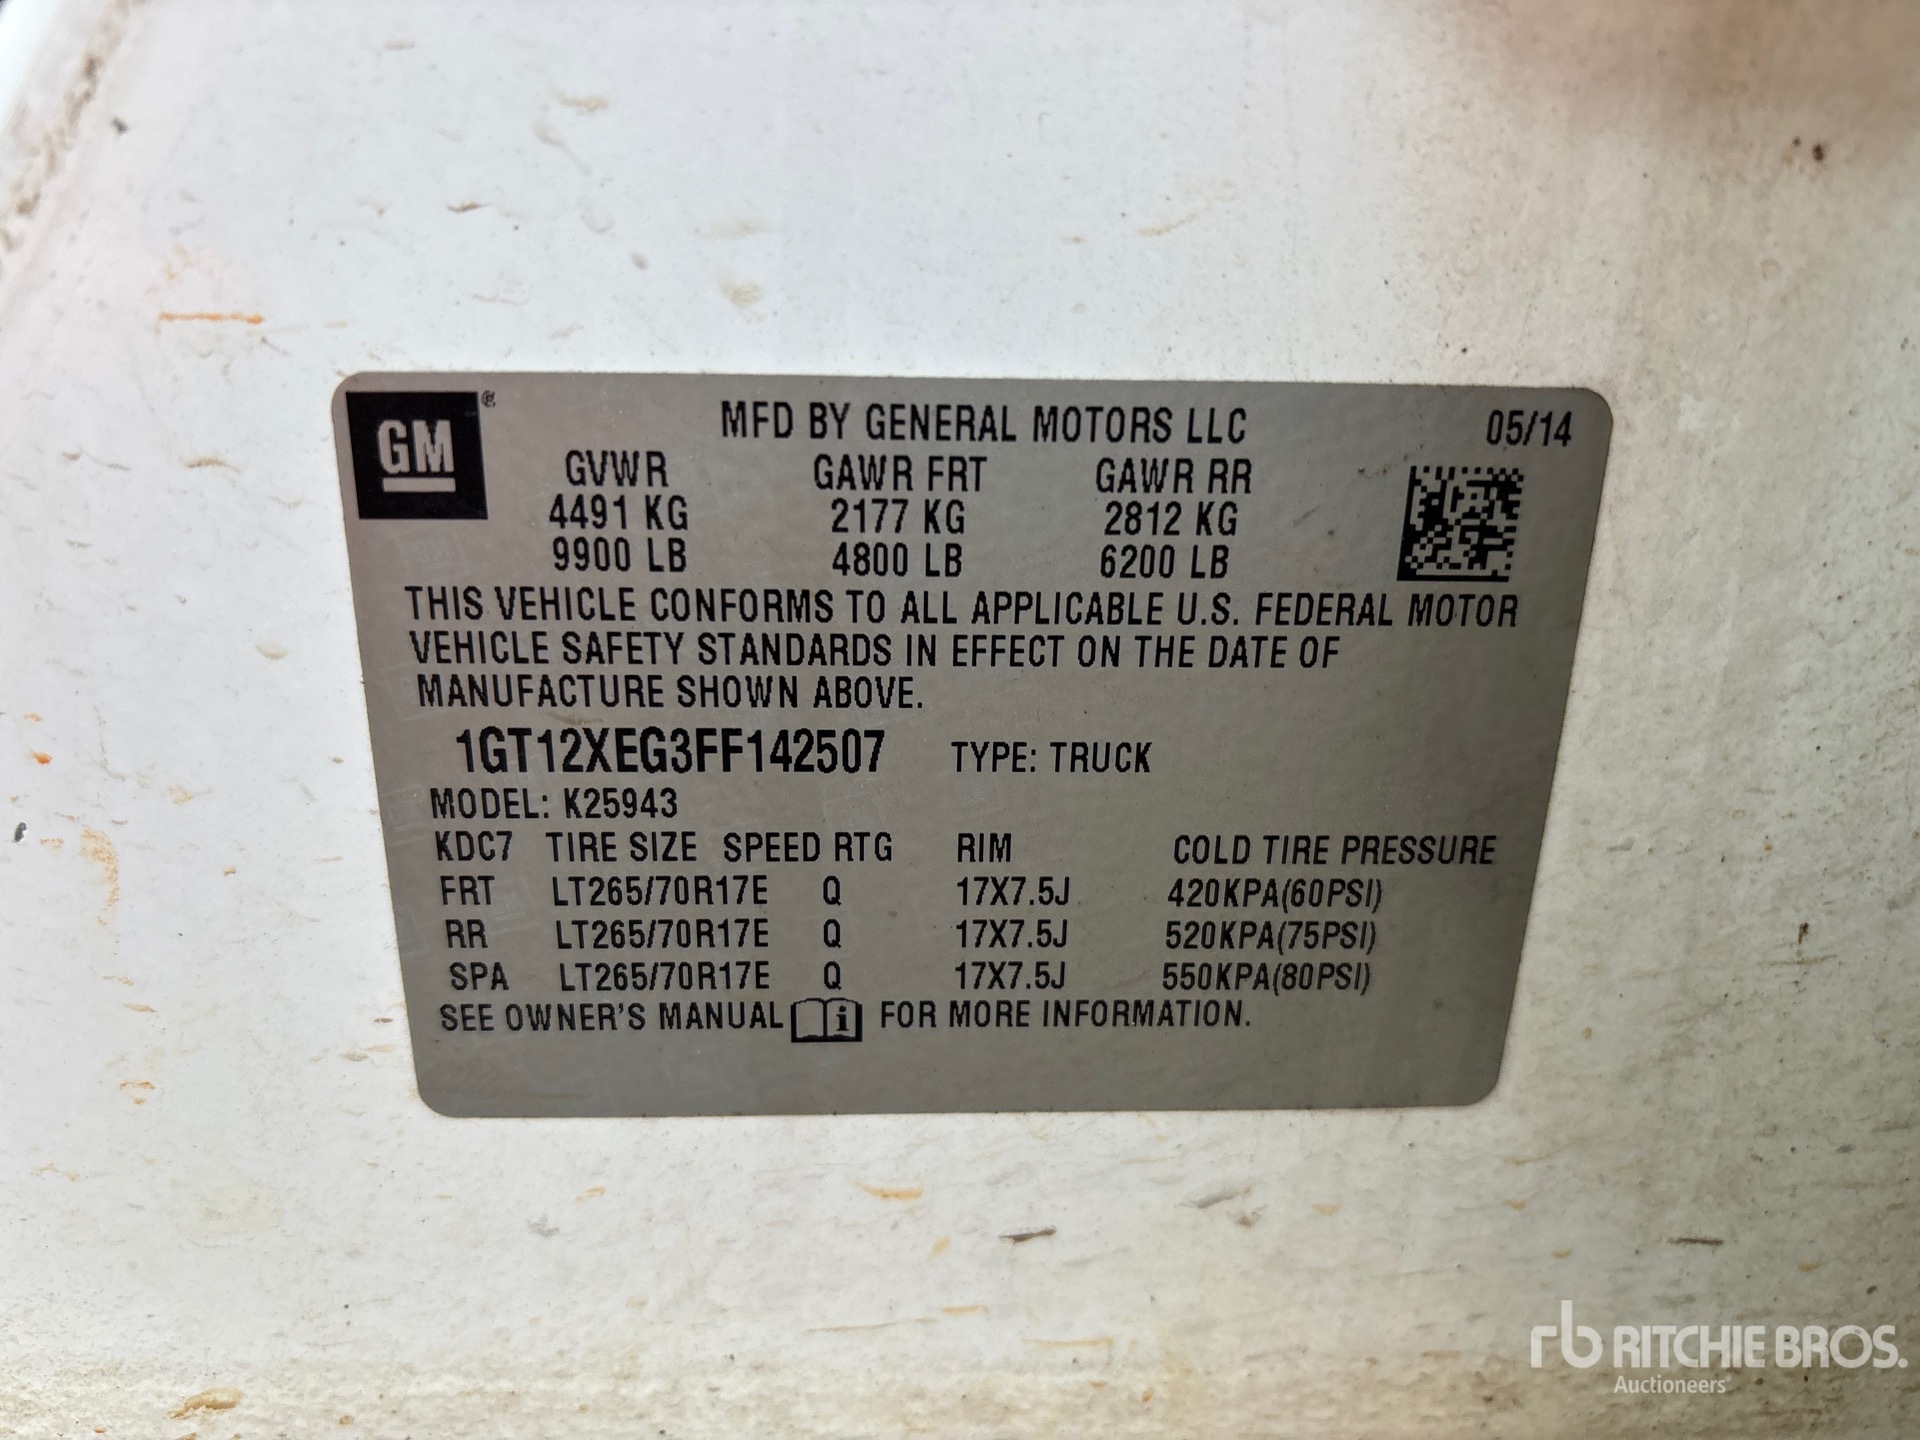 GM®
MFD BY GENERAL MOTORS LLC 05/14
GVWR GAWR FRT GAWR RR
4491 KG 2177 KG 2812 KG
9900 LB 4800 LB 6200 LB
THIS VEHICLE CONFORMS TO ALL APPLICABLE U.S. FEDERAL MOTOR
VEHICLE SAFETY STANDARDS IN EFFECT ON THE DATE OF
MANUFACTURE SHOWN ABOVE.
1GT12XEG3FF142507 TYPE: TRUCK
MODEL: K25943
KDC7 TIRE SIZE SPEED RTG RIM COLD TIRE PRESSURE
FRT LT265/70R17E Q 17X7.5J 420KPA(60PSI)
RR LT265/70R17E Q 17X7.5J 520KPA(75PSI)
SPA LT265/70R17E Q 17X7.5J 550KPA(80PSI)
SEE OWNER'S MANUAL i FOR MORE INFORMATION.
rb RITCHIE BROS.
Auctioneers